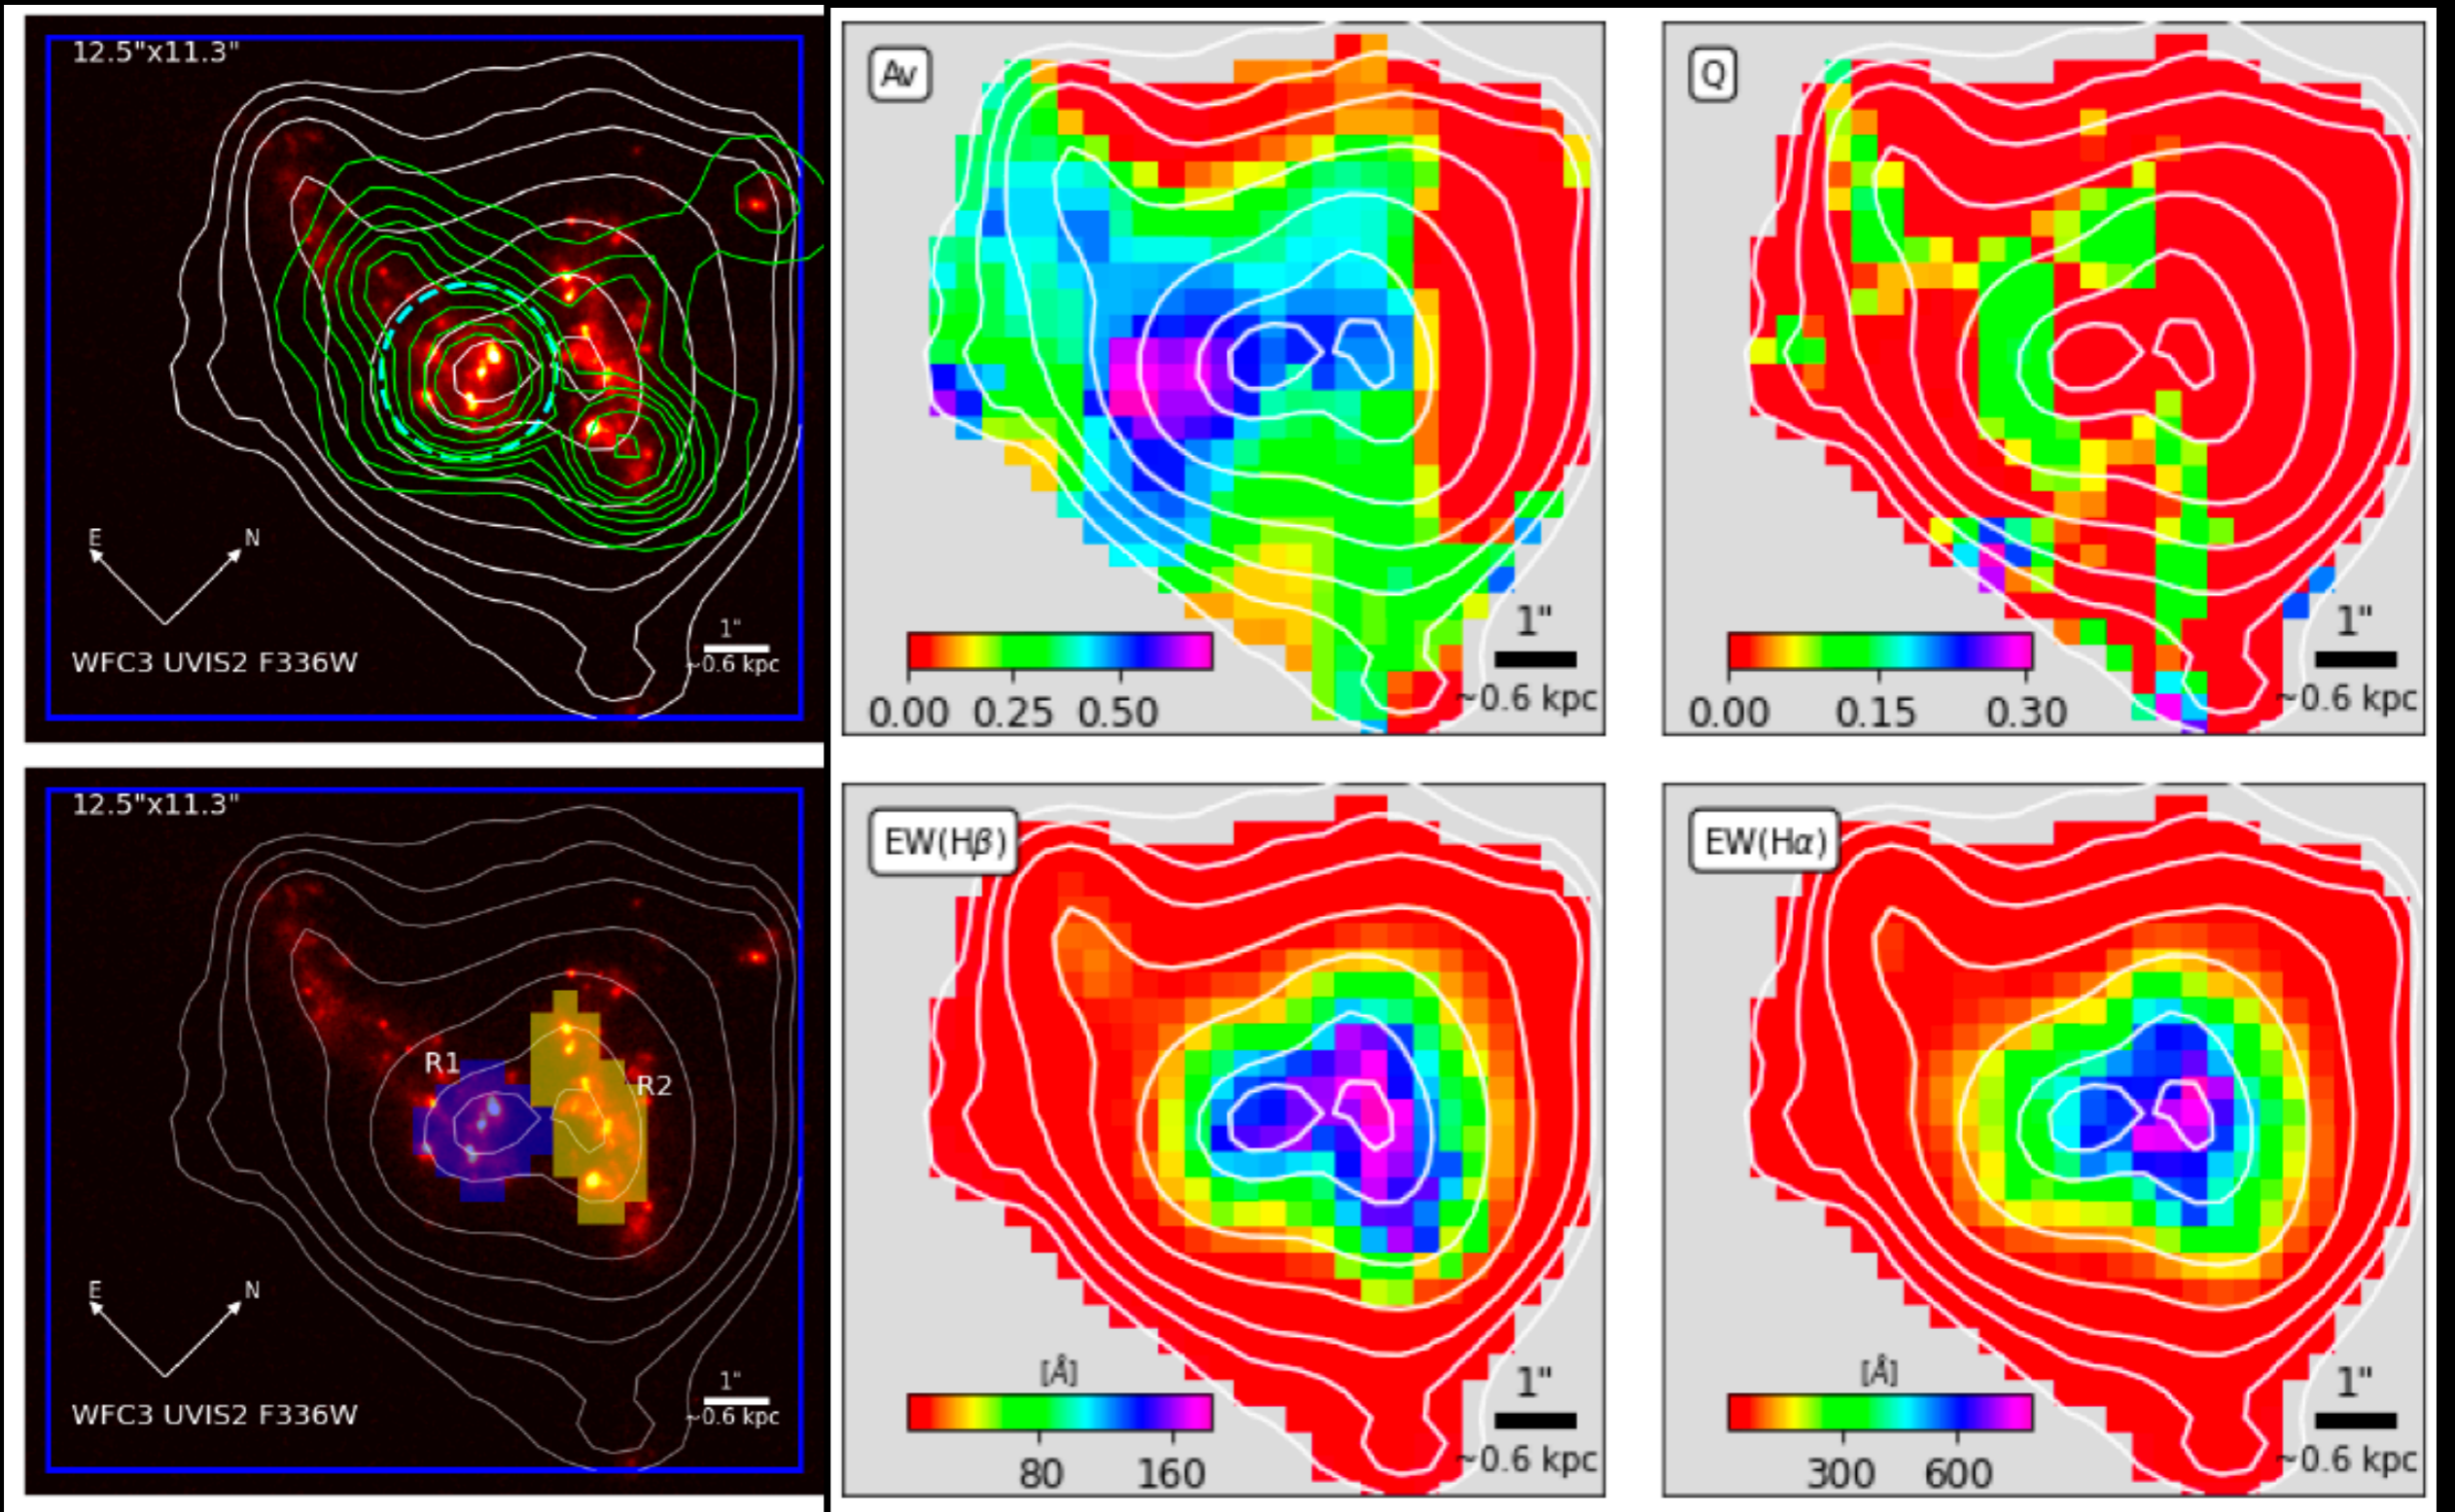 12.5"x11.3"
E
N
WFC3 UVIS2 F336W
1"
~0.6 kpc
Av
0.00 0.25 0.50
1"
~0.6 kpc
Q
0.00 0.15 0.30
1"
~0.6 kpc
12.5"x11.3"
R1
R2
E
N
WFC3 UVIS2 F336W
1"
~0.6 kpc
EW(Hβ)
[Å]
80 160
1"
~0.6 kpc
EW(Hα)
[Å]
300 600
1"
~0.6 kpc